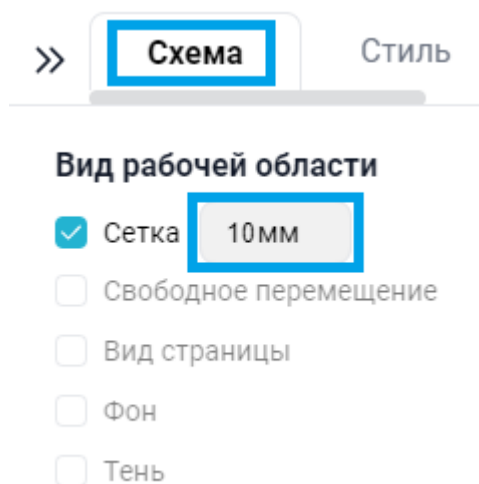 Схема Стиль
Вид рабочей области
Сетка 10мм
Свободное перемещение
Вид страницы
Фон
Тень